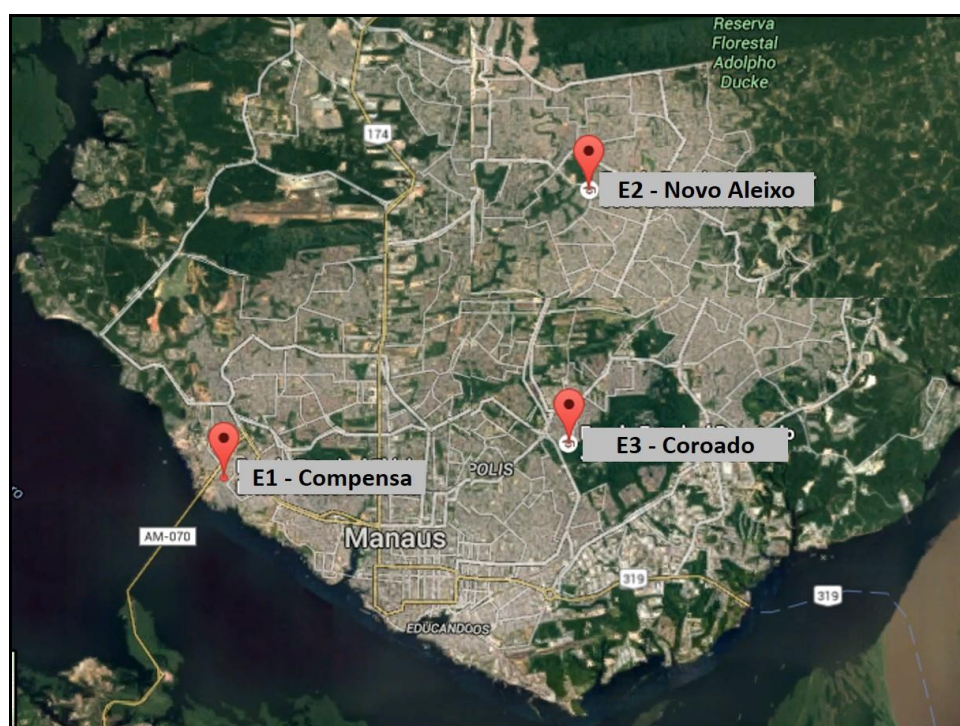 Reserva
Florestal
Adolpho
Ducke
174
E2 - Novo Aleixo
E3 - Coroado
E1 - Compensa
POLIS
AM-070
Manaus
319
319
EDUCANDOS